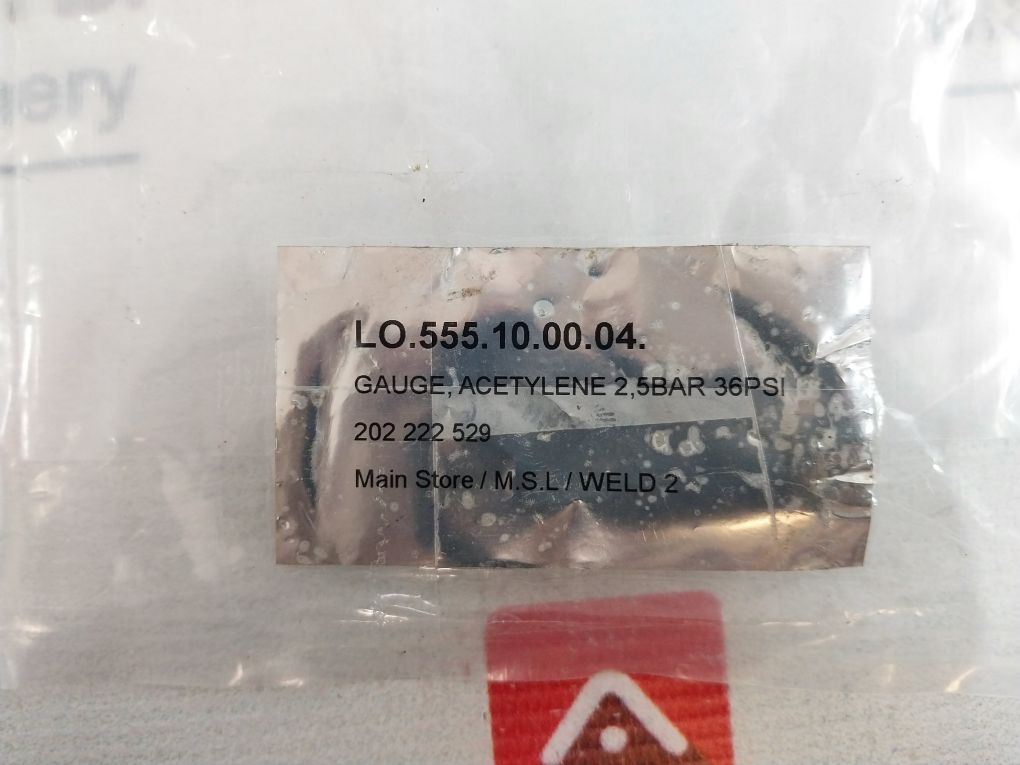 LO.555.10.00.04.
GAUGE, ACETYLENE 2,5BAR 36PSI
202 222 529
Main Store / M.S.L / WELD 2